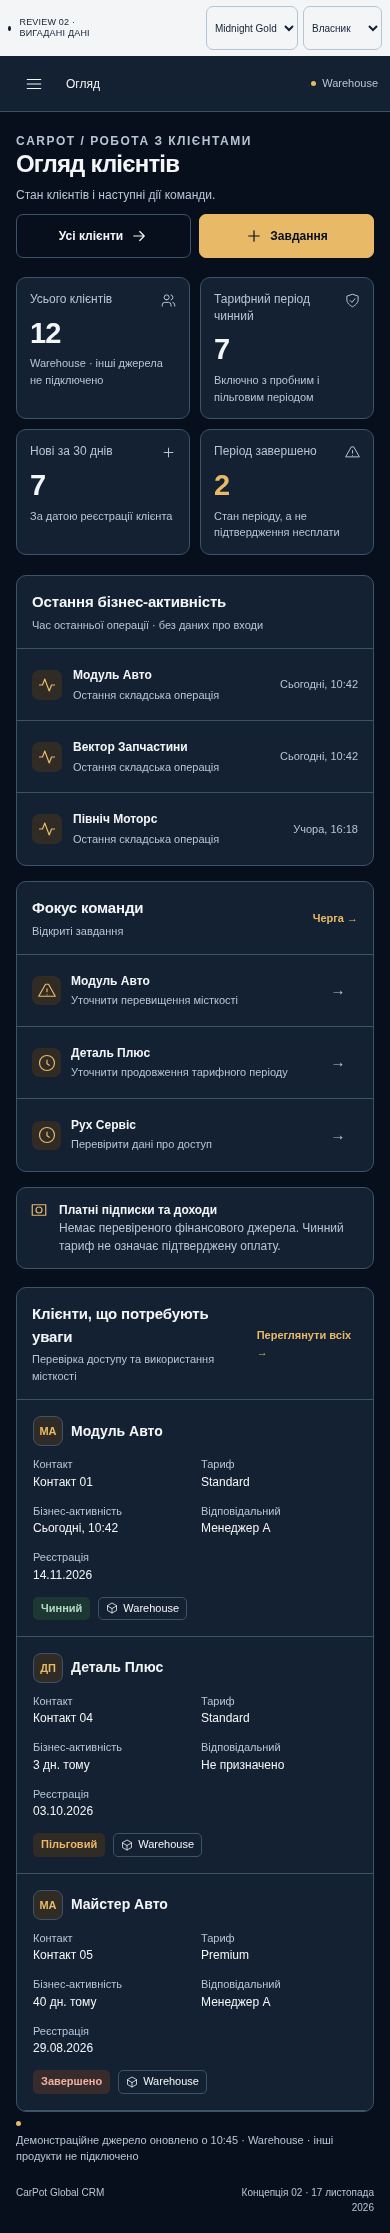 REVIEW 02 ·
ВИГАДАНІ ДАНІ
Midnight Gold
Власник
Огляд
Warehouse
CARPOT / РОБОТА З КЛІЄНТАМИ
Огляд клієнтів
Стан клієнтів і наступні дії команди.
Усі клієнти →
+ Завдання
Усього клієнтів
12
Warehouse · інші джерела
не підключено
Тарифний період
чинний
7
Включно з пробним і
пільговим періодом
Нові за 30 днів
7
За датою реєстрації клієнта
Період завершено
2
Стан періоду, а не
підтвердження несплати
Остання бізнес-активність
Час останньої операції · без даних про входи
Модуль Авто
Остання складська операція
Сьогодні, 10:42
Вектор Запчастини
Остання складська операція
Сьогодні, 10:42
Північ Моторс
Остання складська операція
Учора, 16:18
Фокус команди
Відкриті завдання
Черга →
Модуль Авто
Уточнити перевищення місткості
→
Деталь Плюс
Уточнити продовження тарифного періоду
→
Рух Сервіс
Перевірити дані про доступ
→
Платні підписки та доходи
Немає перевіреного фінансового джерела. Чинний
тариф не означає підтверджену оплату.
Клієнти, що потребують
уваги
Перевірка доступу та використання
місткості
Переглянути всіх
→
МА Модуль Авто
Контакт
Контакт 01
Тариф
Standard
Бізнес-активність
Сьогодні, 10:42
Відповідальний
Менеджер А
Реєстрація
14.11.2026
Чинний
Warehouse
ДП Деталь Плюс
Контакт
Контакт 04
Тариф
Standard
Бізнес-активність
3 дн. тому
Відповідальний
Не призначено
Реєстрація
03.10.2026
Пільговий
Warehouse
МА Майстер Авто
Контакт
Контакт 05
Тариф
Premium
Бізнес-активність
40 дн. тому
Відповідальний
Менеджер А
Реєстрація
29.08.2026
Завершено
Warehouse
Демонстраційне джерело оновлено о 10:45 · Warehouse · інші
продукти не підключено
CarPot Global CRM
Концепція 02 · 17 листопада
2026